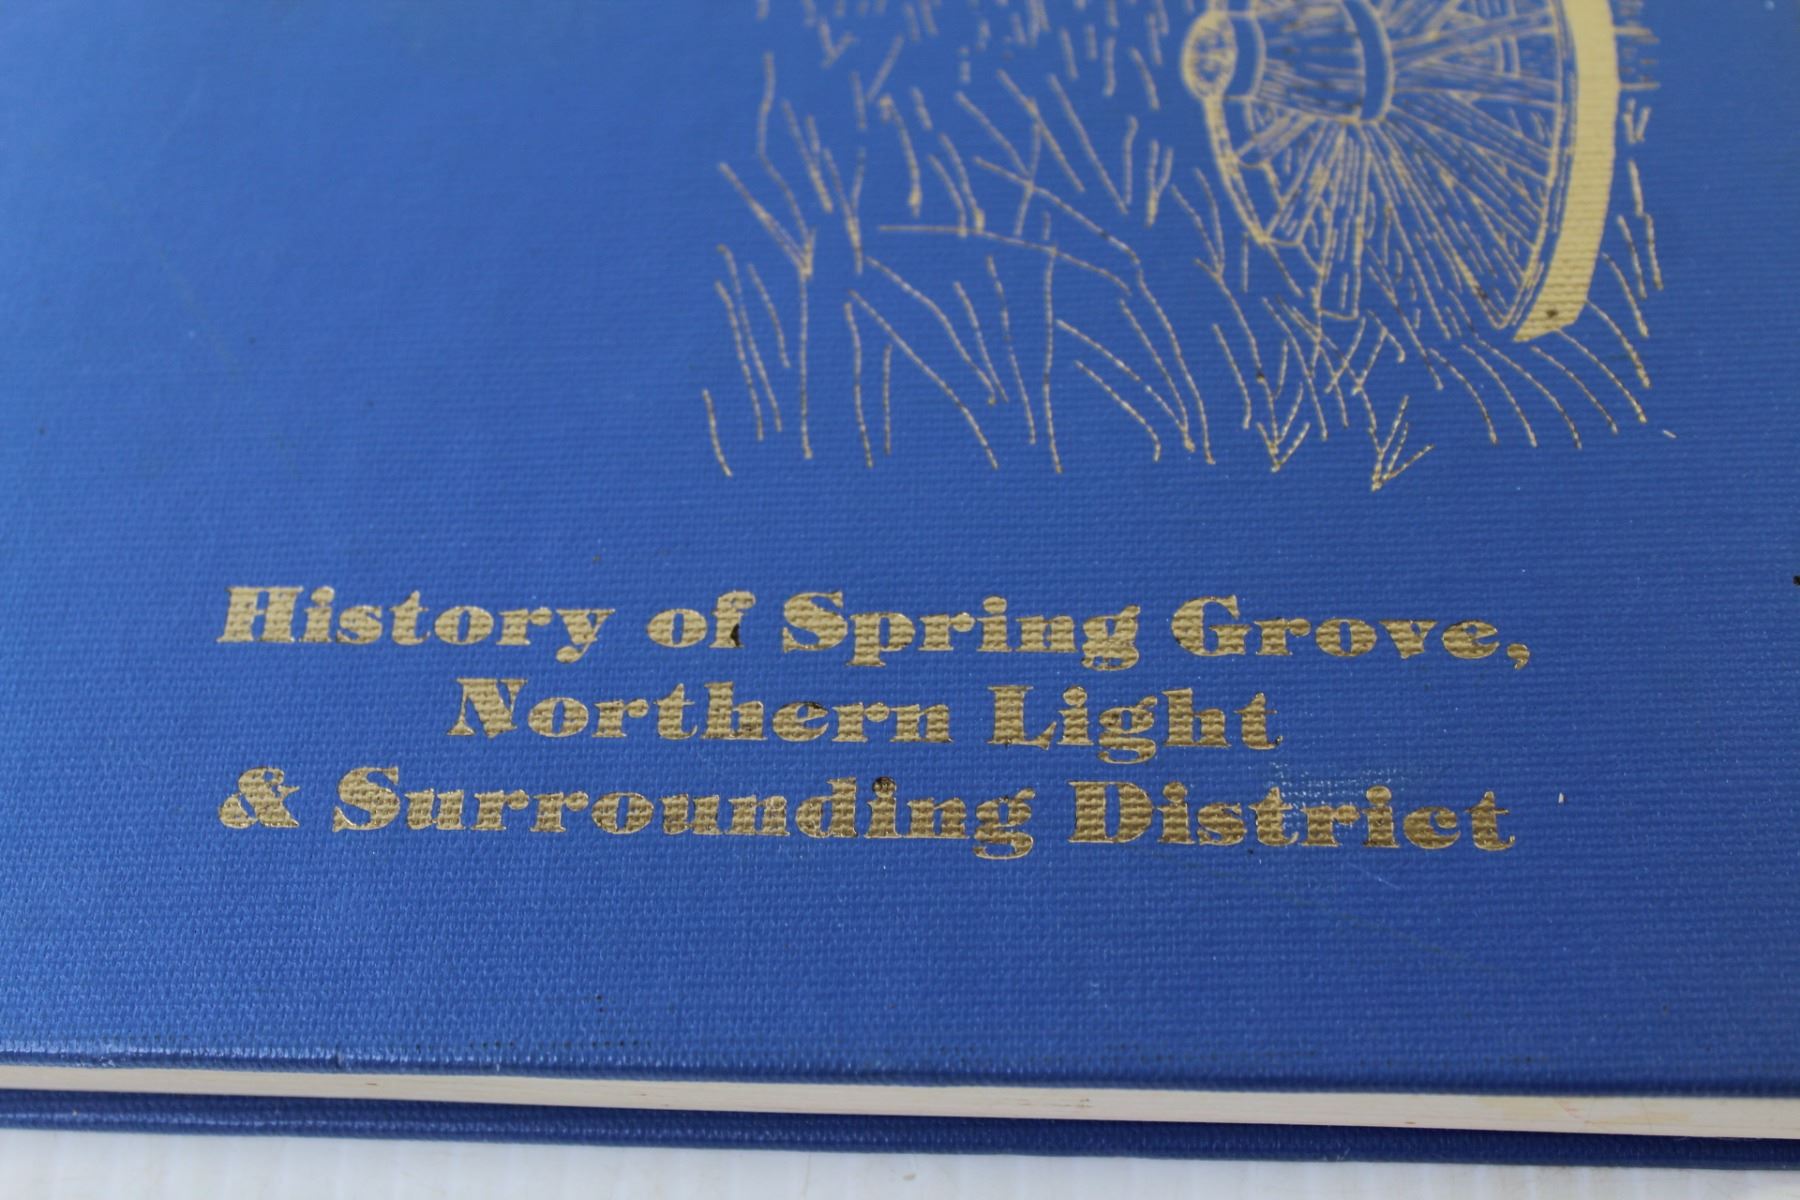 History of Spring Grove,
Northern Light
& Surrounding District